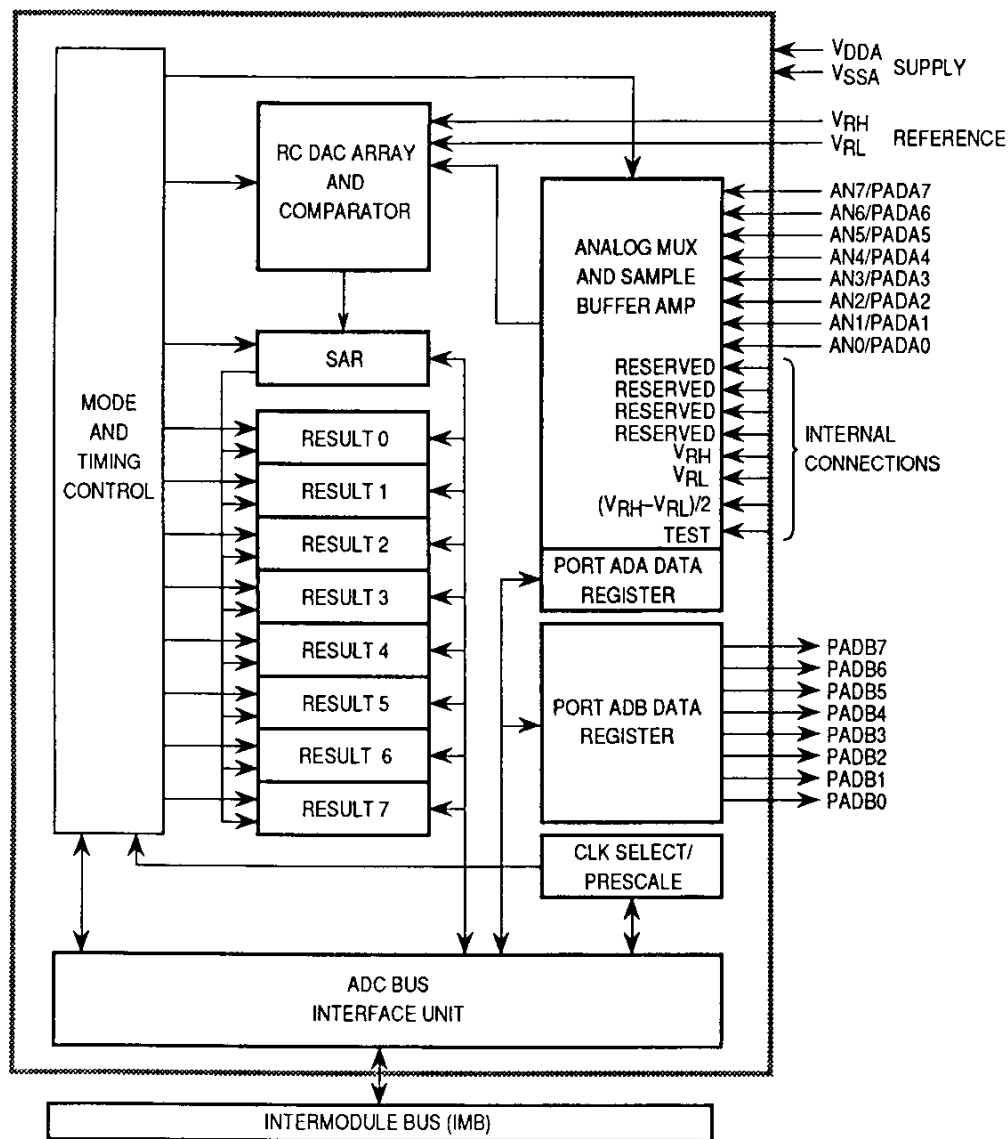 VDDA
VSSA
SUPPLY
VRH
VRL
REFERENCE
RC DAC ARRAY
AND
COMPARATOR
AN7/PADA7
AN6/PADA6
AN5/PADA5
AN4/PADA4
AN3/PADA3
AN2/PADA2
AN1/PADA1
AN0/PADA0
ANALOG MUX
AND SAMPLE
BUFFER AMP
SAR
RESERVED
RESERVED
RESERVED
RESERVED
VRH
VRL
(VRH–VRL)/2
TEST
INTERNAL
CONNECTIONS
MODE
AND
TIMING
CONTROL
RESULT 0
RESULT 1
RESULT 2
RESULT 3
RESULT 4
RESULT 5
RESULT 6
RESULT 7
PORT ADA DATA
REGISTER
PORT ADB DATA
REGISTER
PADB7
PADB6
PADB5
PADB4
PADB3
PADB2
PADB1
PADB0
CLK SELECT/
PRESCALE
ADC BUS
INTERFACE UNIT
INTERMODULE BUS (IMB)